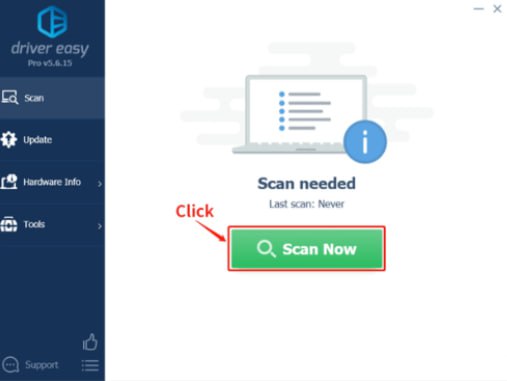 driver easy
Pro v5.6.15
Scan
Update
Hardware Info
Tools
Support
Scan needed
Last scan: Never
Click
Scan Now